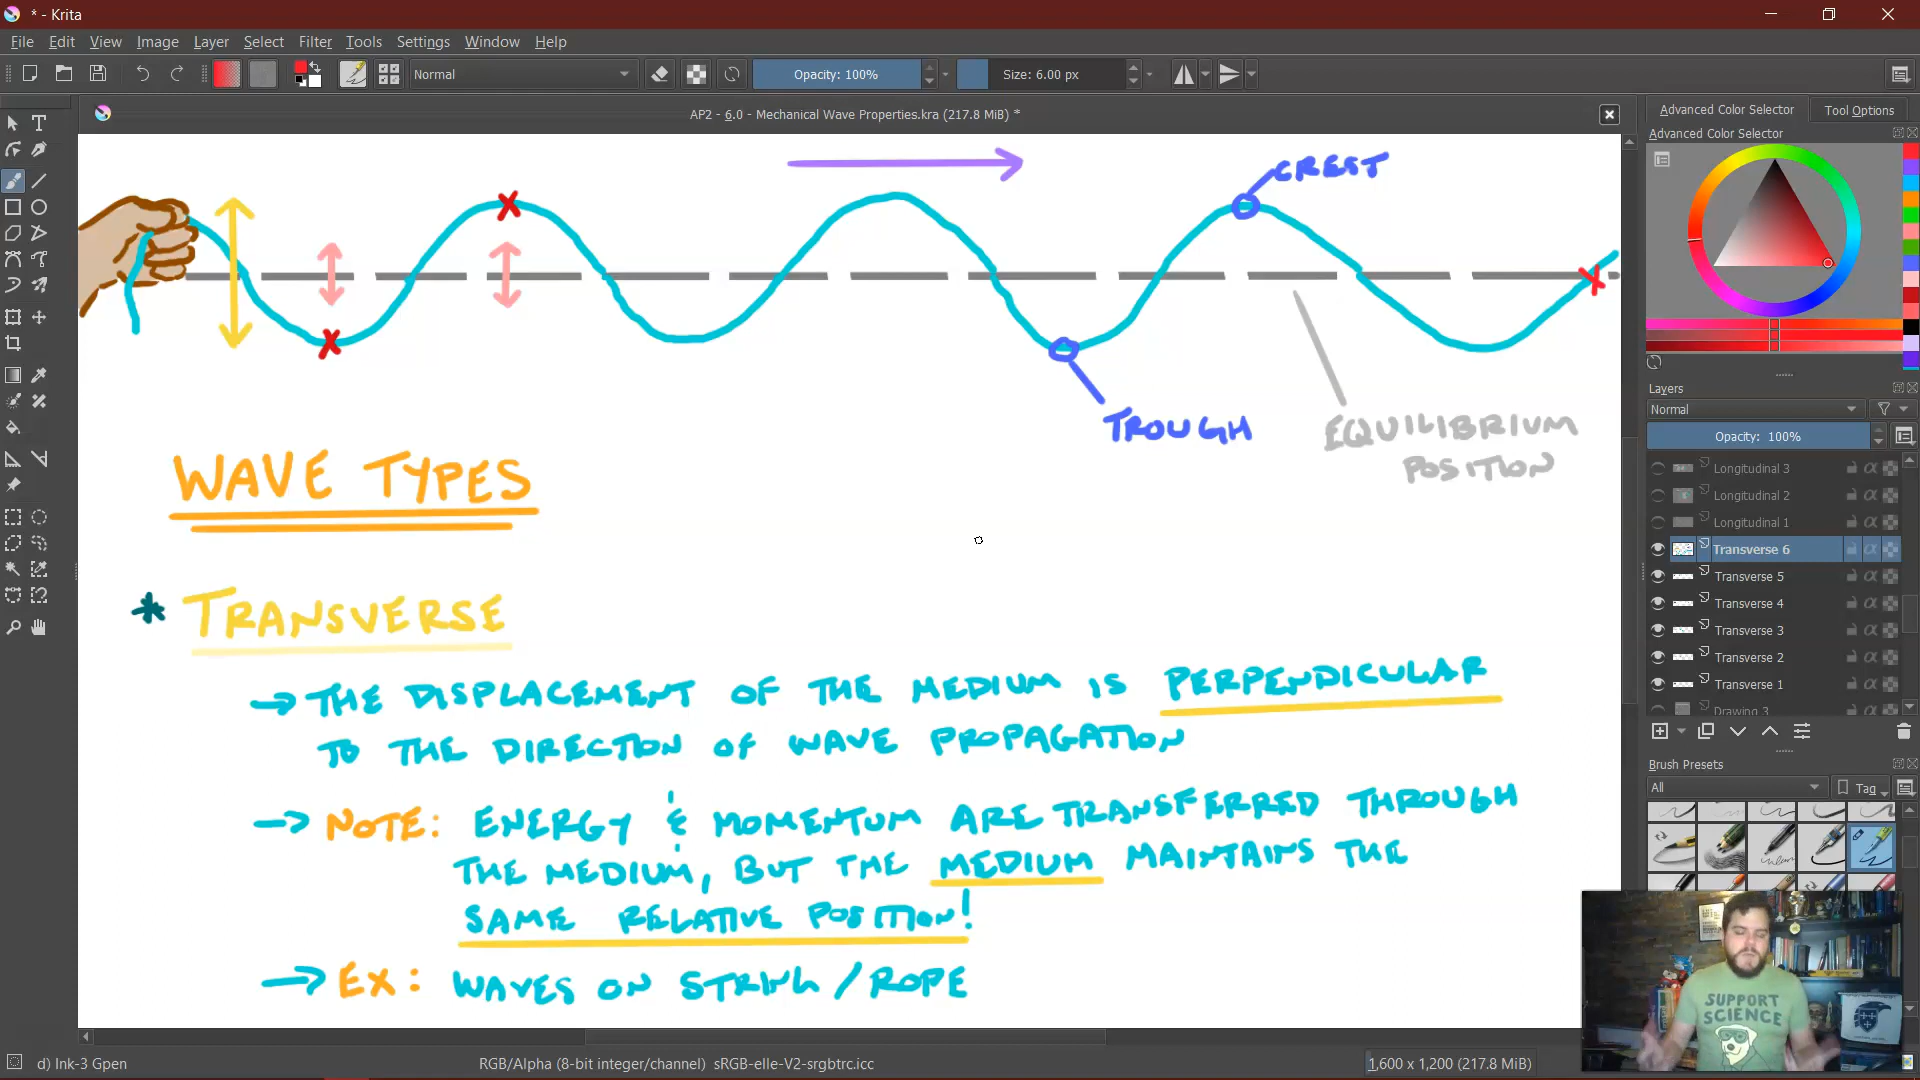 * - Krita
File Edit View Image Layer Select Filter Tools Settings Window Help
Normal
Opacity: 100%
Size: 6.00 px
AP2 - 6.0 - Mechanical Wave Properties.kra (217.8 MiB) *
Advanced Color Selector
Tool Options
Advanced Color Selector
CREST
TROUGH
EQUILIBRIUM
POSITION
WAVE TYPES
* TRANSVERSE
→ THE DISPLACEMENT OF THE MEDIUM IS PERPENDICULAR
TO THE DIRECTION OF WAVE PROPAGATION
→ NOTE: ENERGY & MOMENTUM ARE TRANSFERRED THROUGH
THE MEDIUM, BUT THE MEDIUM MAINTAINS THE
SAME RELATIVE POSITION!
→ EX: WAVES ON STRING/ROPE
Layers
Normal
Opacity: 100%
Longitudinal 3
Longitudinal 2
Longitudinal 1
Transverse 6
Transverse 5
Transverse 4
Transverse 3
Transverse 2
Transverse 1
Drawing 3
Brush Presets
All
Tag
SUPPORT
SCIENCE
d) Ink-3 Gpen
RGB/Alpha (8-bit integer/channel) sRGB-elle-V2-srgbtrc.icc
1,600 x 1,200 (217.8 MiB)